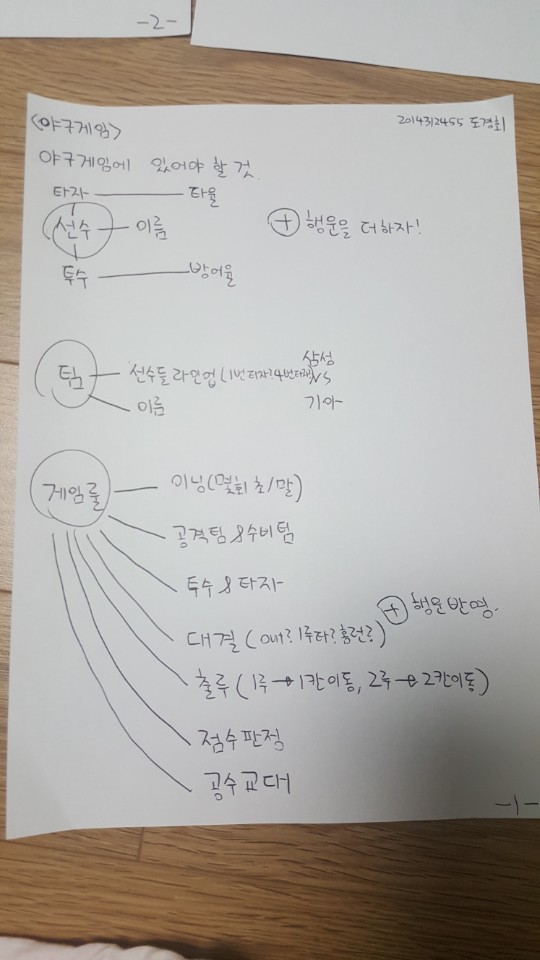 -2-
<야구게임>
2014312455 도경회
야구게임에 있어야 할 것.
타자 타율
선수 이름
+ 행운을 더하자!
투수 방어율
삼성
팀 선수들 라인업 (1번타자? 4번타자?) VS
이름
기아
게임룰
이닝(몇회 초/말)
공격팀 & 수비팀
투수 & 타자
+ 행운 반영.
대결 (아웃? 1루타? 홈런?)
출루 (1루 → 1칸이동, 2루 → 2칸이동)
점수판정
공수교대
-1-